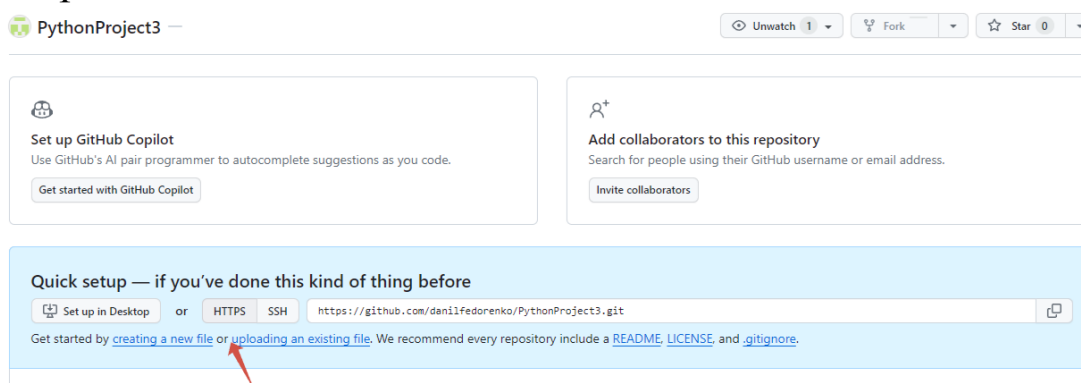 PythonProject3
Unwatch 1
Fork
Star 0
Set up GitHub Copilot
Use GitHub's AI pair programmer to autocomplete suggestions as you code.
Get started with GitHub Copilot
Add collaborators to this repository
Search for people using their GitHub username or email address.
Invite collaborators
Quick setup — if you've done this kind of thing before
Set up in Desktop or HTTPS SSH https://github.com/danilfedorenko/PythonProject3.git
Get started by creating a new file or uploading an existing file. We recommend every repository include a README, LICENSE, and .gitignore.